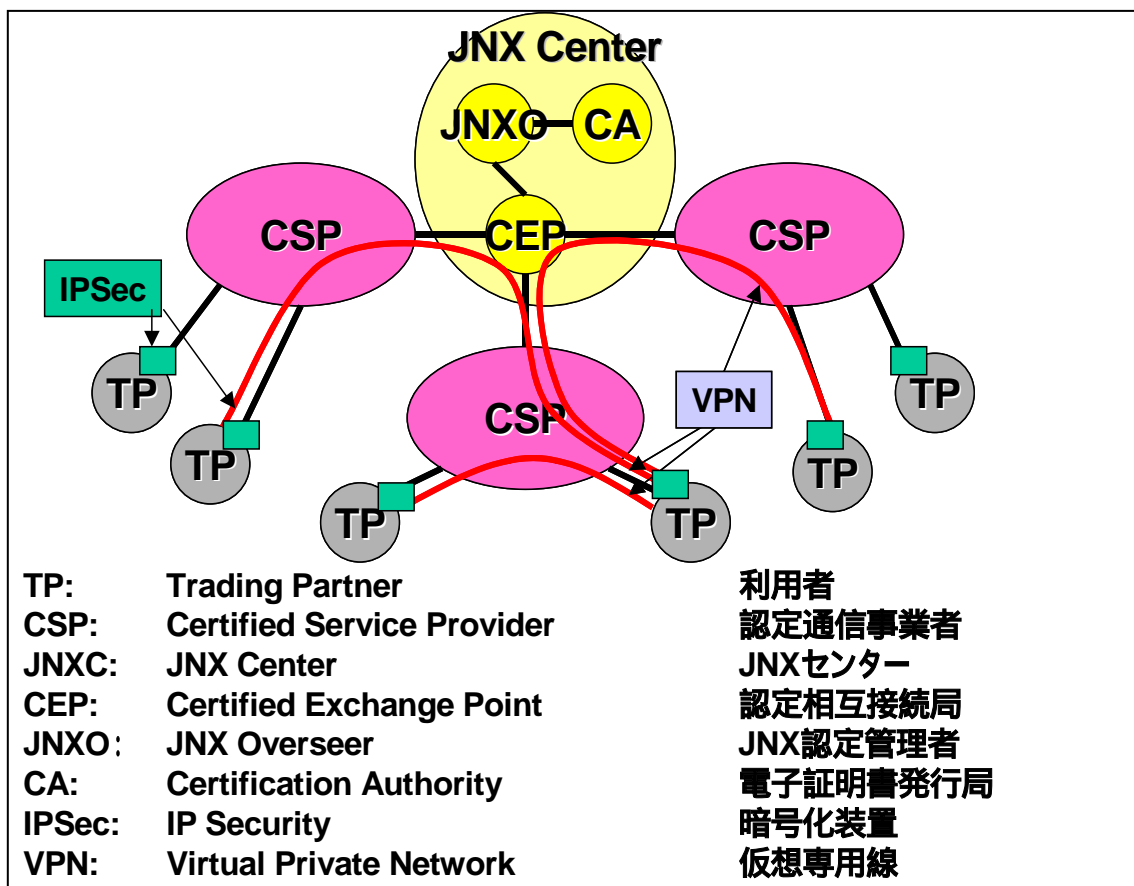 JNX Center
JNXO CA
CSP CEP CSP
IPSec
TP TP
VPN
CSP
TP TP
TP TP
TP: Trading Partner 利用者
CSP: Certified Service Provider 認定通信事業者
JNXC: JNX Center JNXセンター
CEP: Certified Exchange Point 認定相互接続局
JNXO: JNX Overseer JNX認定管理者
CA: Certification Authority 電子証明書発行局
IPSec: IP Security 暗号化装置
VPN: Virtual Private Network 仮想専用線